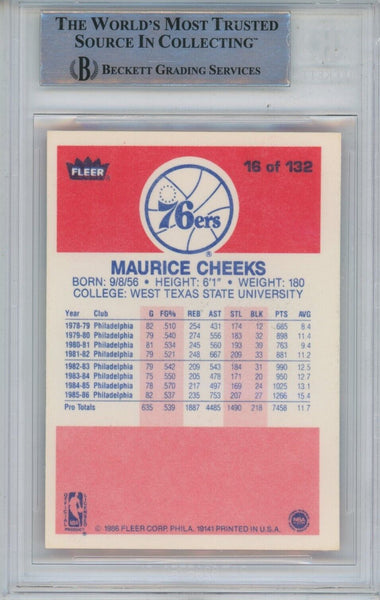 THE WORLD'S MOST TRUSTED
SOURCE IN COLLECTING™
B BECKETT GRADING SERVICES
FLEER®
16 of 132
76ers®
MAURICE CHEEKS
BORN: 9/8/56 • HEIGHT: 6'1" • WEIGHT: 180
COLLEGE: WEST TEXAS STATE UNIVERSITY
Year Club G FG% REB AST STL BLK PTS AVG
1978-79 Philadelphia 82 .510 254 431 174 12 685 8.4
1979-80 Philadelphia 79 .540 274 556 183 32 898 11.4
1980-81 Philadelphia 81 .534 245 560 193 39 763 9.4
1981-82 Philadelphia 79 .521 248 667 209 33 881 11.2
1982-83 Philadelphia 79 .542 209 543 184 31 990 12.5
1983-84 Philadelphia 75 .550 205 478 171 20 950 12.7
1984-85 Philadelphia 78 .570 217 497 169 24 1025 13.1
1985-86 Philadelphia 82 .537 235 753 207 27 1266 15.4
Pro Totals 635 .539 1887 4485 1490 218 7458 11.7
NBA
© 1986 FLEER CORP. PHILA. 19141 PRINTED IN U.S.A.